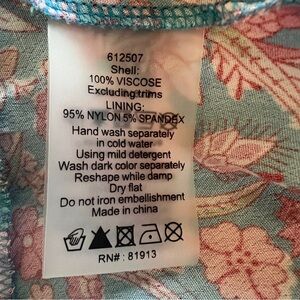 612507
Shell:
100% VISCOSE
Excluding trims
LINING:
95% NYLON 5% SPANDEX
Hand wash separately
in cold water
Using mild detergent
Wash dark color separately
Reshape while damp
Dry flat
Do not iron embellishment
Made in china
RN# : 81913